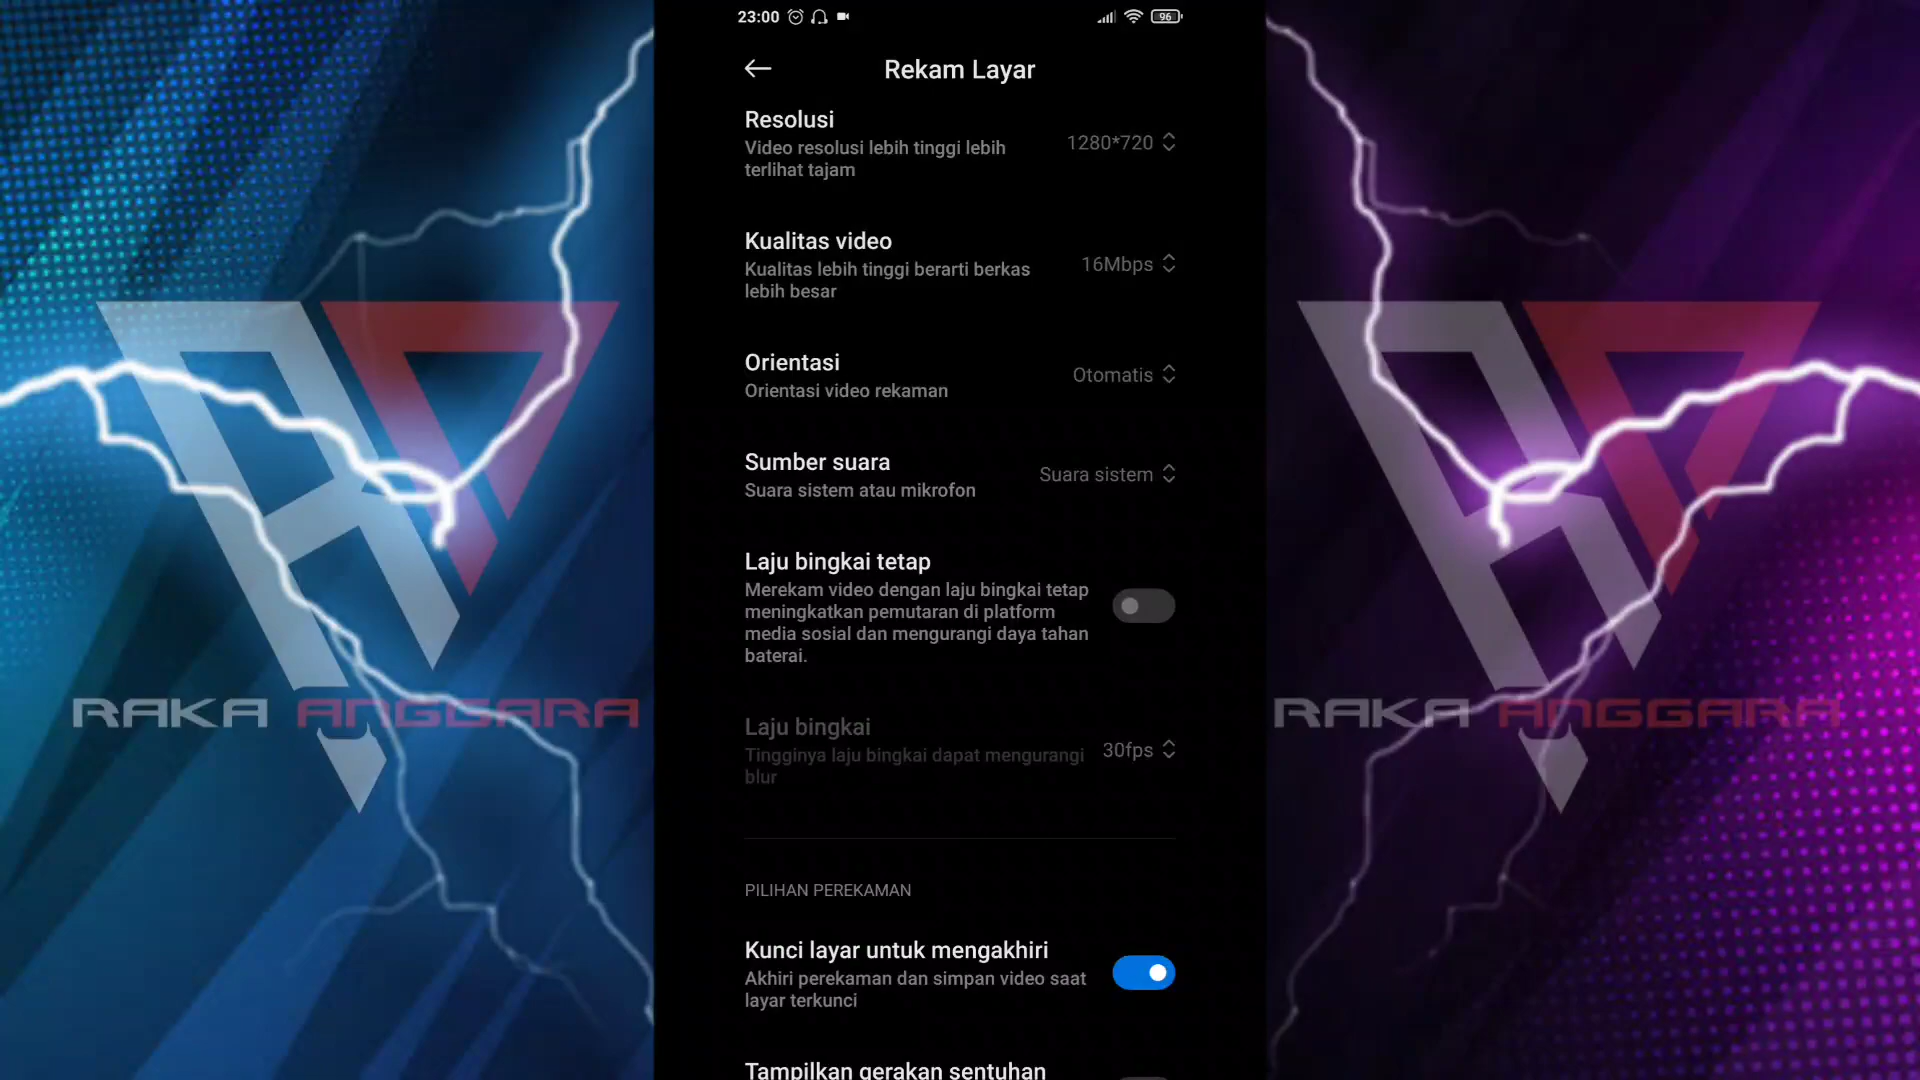 23:00
96
Rekam Layar
Resolusi
Video resolusi lebih tinggi lebih
terlihat tajam
1280*720
Kualitas video
Kualitas lebih tinggi berarti berkas
lebih besar
16Mbps
Orientasi
Orientasi video rekaman
Otomatis
Sumber suara
Suara sistem atau mikrofon
Suara sistem
Laju bingkai tetap
Merekam video dengan laju bingkai tetap
meningkatkan pemutaran di platform
media sosial dan mengurangi daya tahan
baterai.
Laju bingkai
Tingginya laju bingkai dapat mengurangi
blur
30fps
PILIHAN PEREKAMAN
Kunci layar untuk mengakhiri
Akhiri perekaman dan simpan video saat
layar terkunci
Tampilkan gerakan sentuhan
RAKA ANGGARA
RAKA ANGGARA